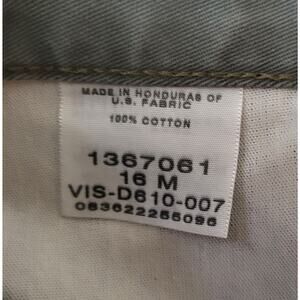 MADE IN HONDURAS OF
U.S. FABRIC
100% COTTON
1367061
16 M
VIS-D610-007
083622255096